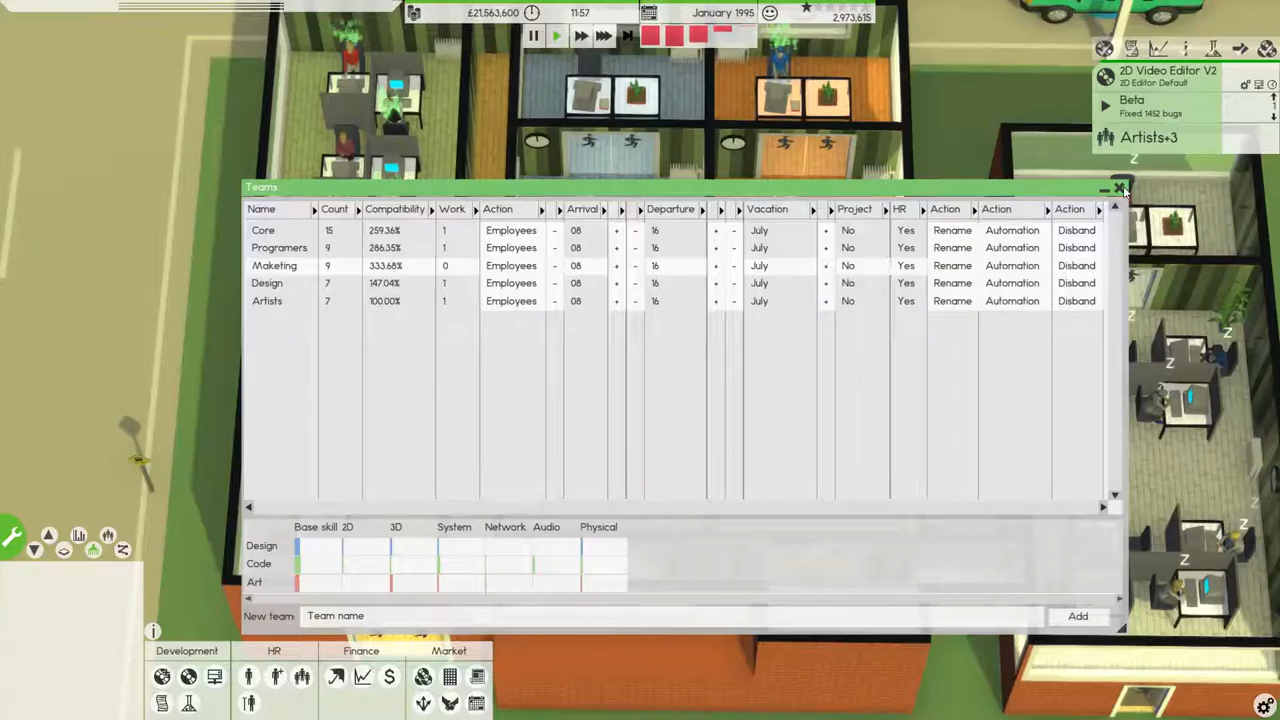 £21,563,600 11:57 January 1995 2,973,615
2D Video Editor V2
2D Editor Default
Beta
Fixed 1452 bugs
Artists+3
Z
Teams
Name Count Compatibility Work Action Arrival Departure Vacation Project HR Action Action Action
Core 15 259.36% 1 Employees - 08 + - 16 + - July + No Yes Rename Automation Disband
Programers 9 286.35% 1 Employees - 08 + - 16 + - July + No Yes Rename Automation Disband
Maketing 9 333.68% 0 Employees - 08 + - 16 + - July + No Yes Rename Automation Disband
Design 7 147.04% 1 Employees - 08 + - 16 + - July + No Yes Rename Automation Disband
Artists 7 100.00% 1 Employees - 08 + - 16 + - July + No Yes Rename Automation Disband
Z
Z
Z
Z
Z
Z
Base skill 2D 3D System Network Audio Physical
Design
Code
Art
New team Team name Add
i
Development HR Finance Market